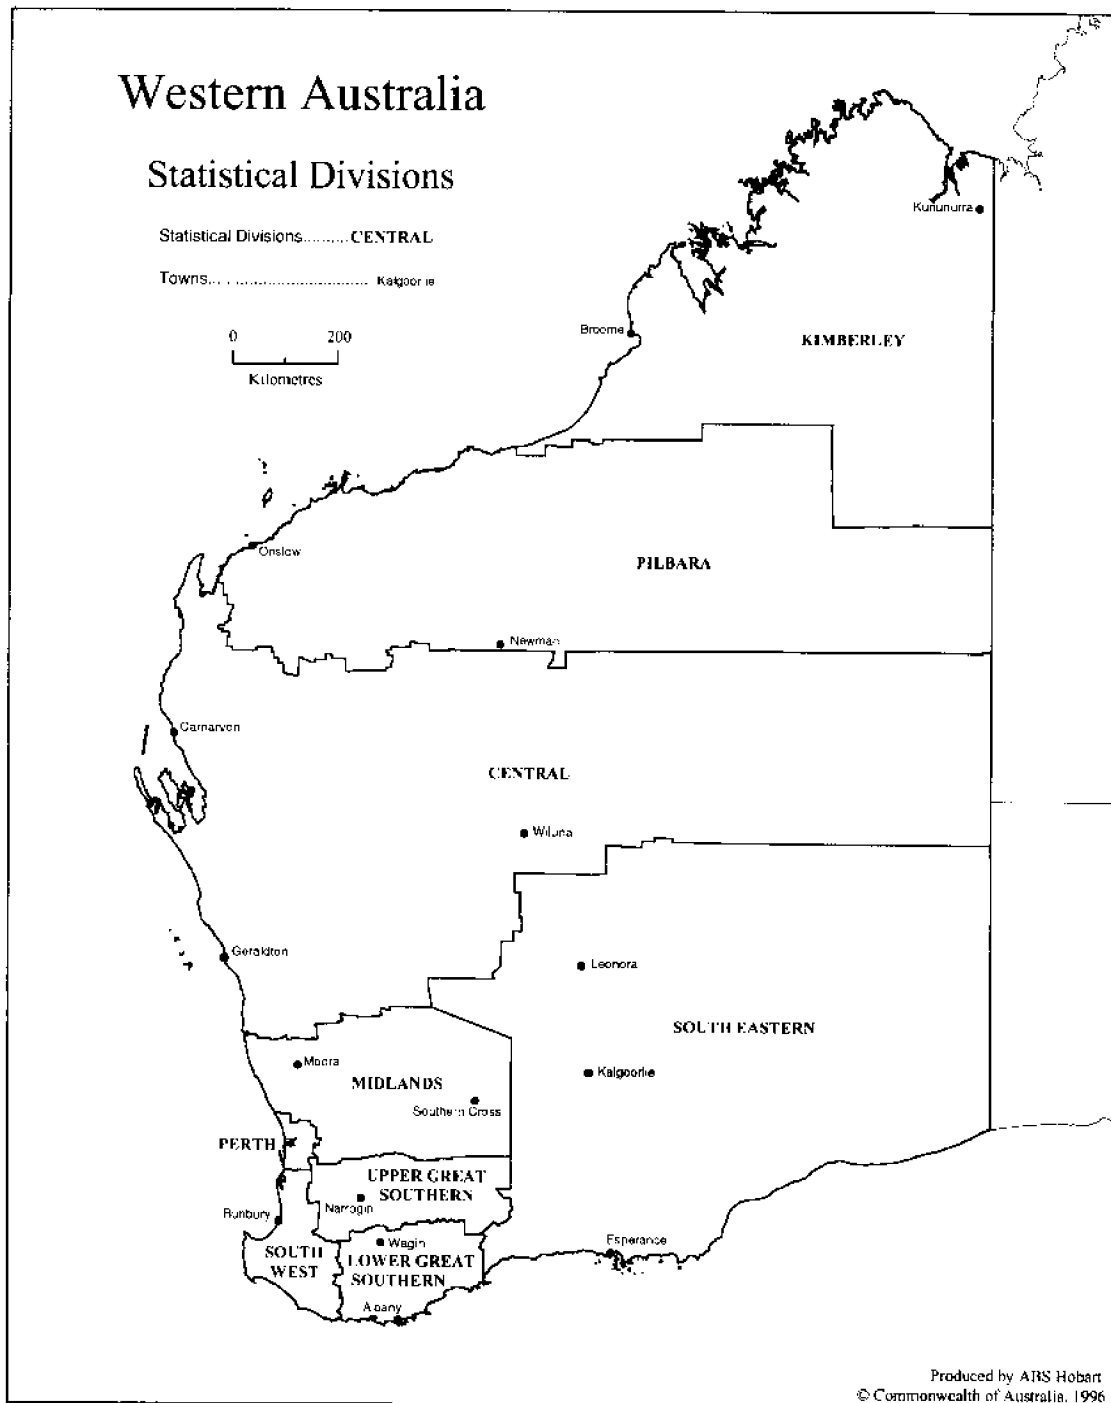 Western Australia
Statistical Divisions
Statistical Divisions..........CENTRAL
Towns.................................. Kalgoorlie
0 200
Kilometres
Kununurra
Broome
KIMBERLEY
Onslow
PILBARA
Newman
Carnarvon
CENTRAL
Wiluna
Geraldton
Leonora
SOUTH EASTERN
Moora
Kalgoorlie
MIDLANDS
Southern Cross
PERTH
UPPER GREAT
SOUTHERN
Narrogin
Bunbury
Wagin
Esperance
SOUTH
WEST
LOWER GREAT
SOUTHERN
Albany
Produced by ABS Hobart
© Commonwealth of Australia, 1996